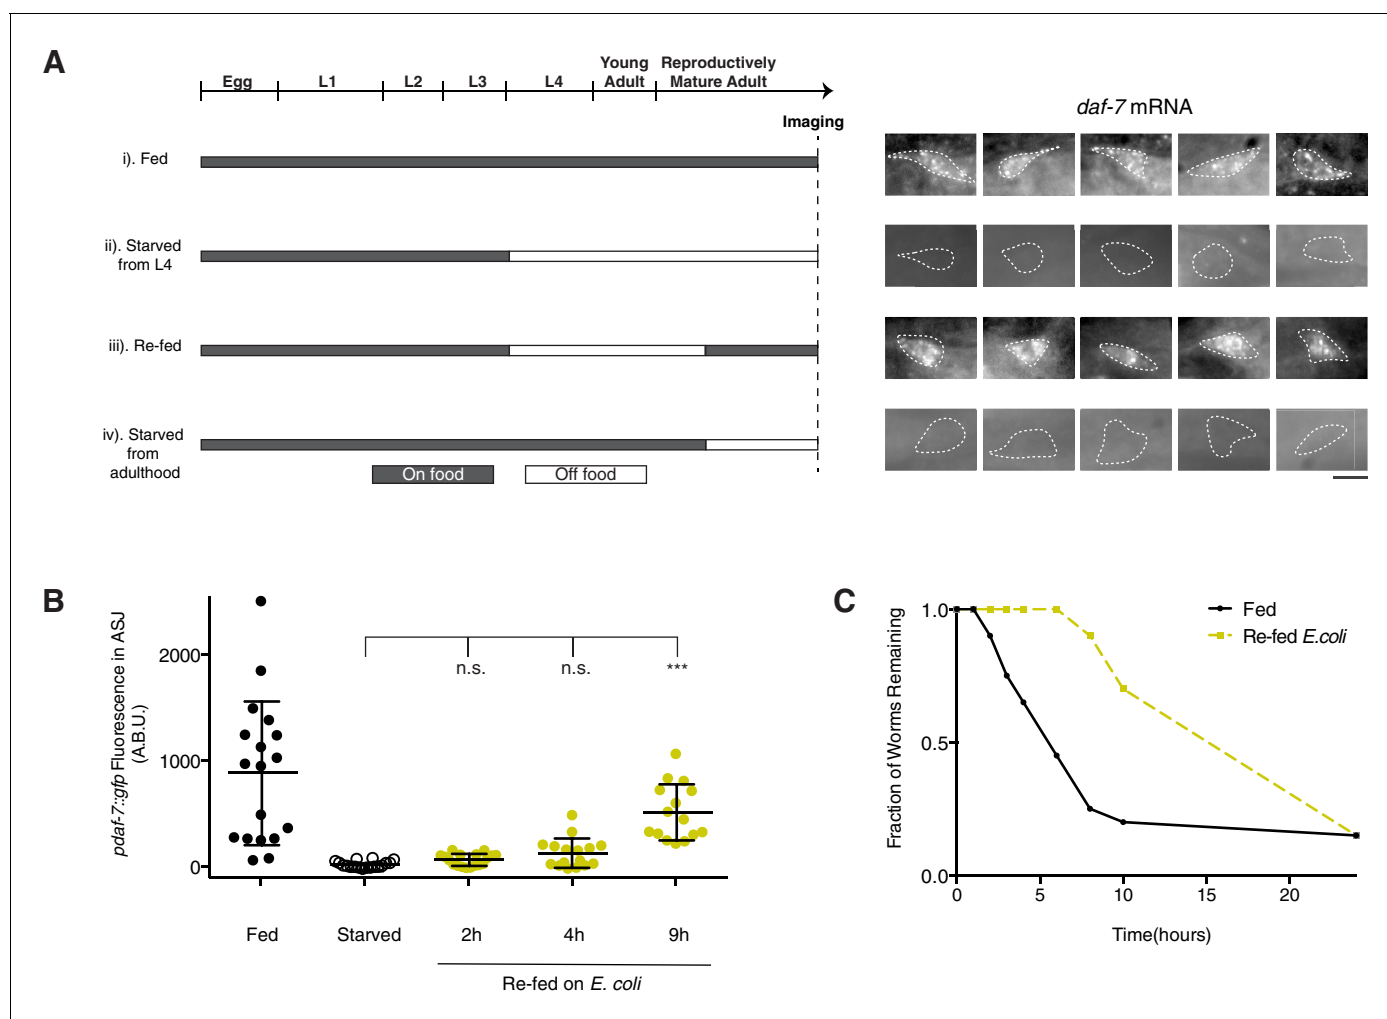 A
Egg
L1
L2
L3
L4
Young
Adult
Reproductively
Mature Adult
Imaging
daf-7 mRNA
i). Fed
ii). Starved
from L4
iii). Re-fed
iv). Starved
from
adulthood
On food
Off food
B
pdaf-7::gfp Fluorescence in ASJ
(A.B.U.)
2000
1000
0
n.s.
n.s.
***
Fed
Starved
2h
4h
9h
Re-fed on E. coli
C
Fraction of Worms Remaining
1.0
0.5
0.0
0
5
10
15
20
Time(hours)
Fed
Re-fed E.coli